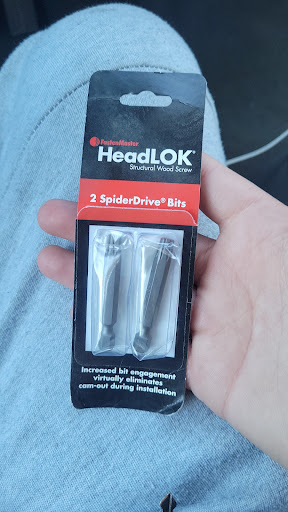 FastenMaster
HeadLOK®
Structural Wood Screw
2 SpiderDrive® Bits
Increased bit engagement
virtually eliminates
cam-out during installation